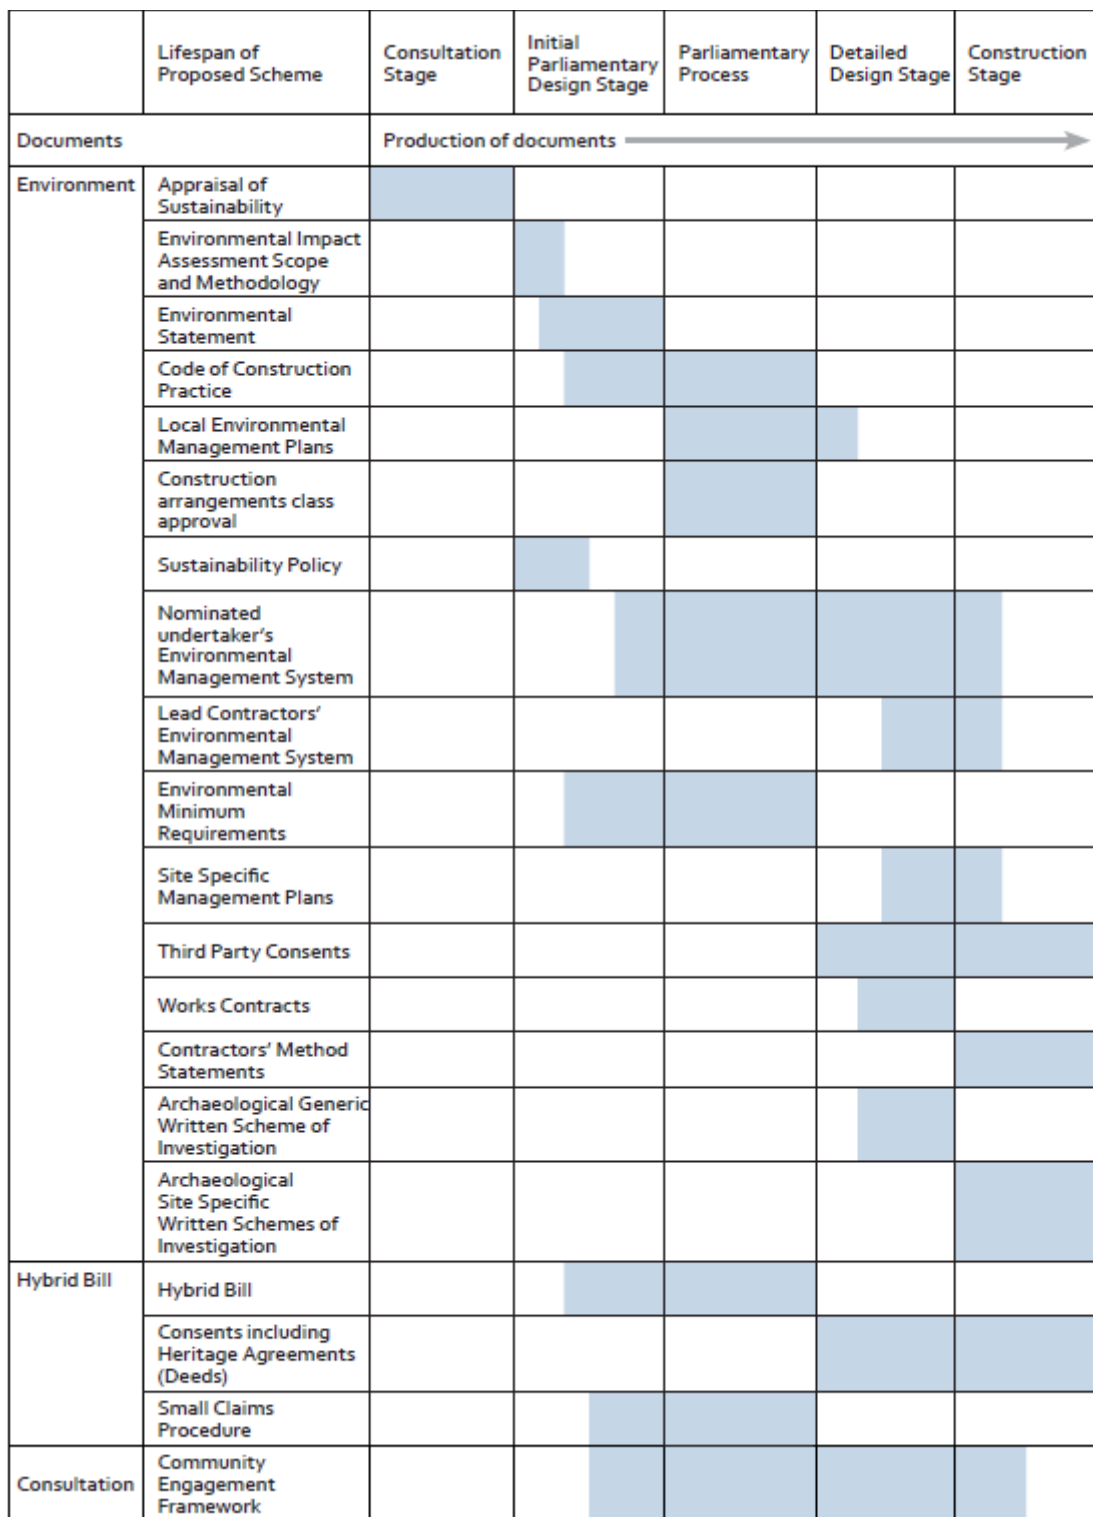 Lifespan of
Proposed Scheme
Consultation
Stage
Initial
Parliamentary
Design Stage
Parliamentary
Process
Detailed
Design Stage
Construction
Stage
Documents
Production of documents
Environment
Appraisal of
Sustainability
Environmental Impact
Assessment Scope
and Methodology
Environmental
Statement
Code of Construction
Practice
Local Environmental
Management Plans
Construction
arrangements class
approval
Sustainability Policy
Nominated
undertaker's
Environmental
Management System
Lead Contractors'
Environmental
Management System
Environmental
Minimum
Requirements
Site Specific
Management Plans
Third Party Consents
Works Contracts
Contractors' Method
Statements
Archaeological Generic
Written Scheme of
Investigation
Archaeological
Site Specific
Written Schemes of
Investigation
Hybrid Bill
Hybrid Bill
Consents including
Heritage Agreements
(Deeds)
Small Claims
Procedure
Consultation
Community
Engagement
Framework